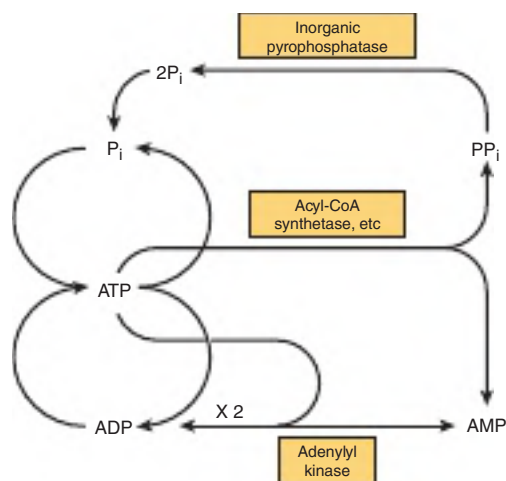 Inorganic
pyrophosphatase
2Pi
Pi
PPi
Acyl-CoA
synthetase, etc
ATP
X 2
ADP
AMP
Adenylyl
kinase